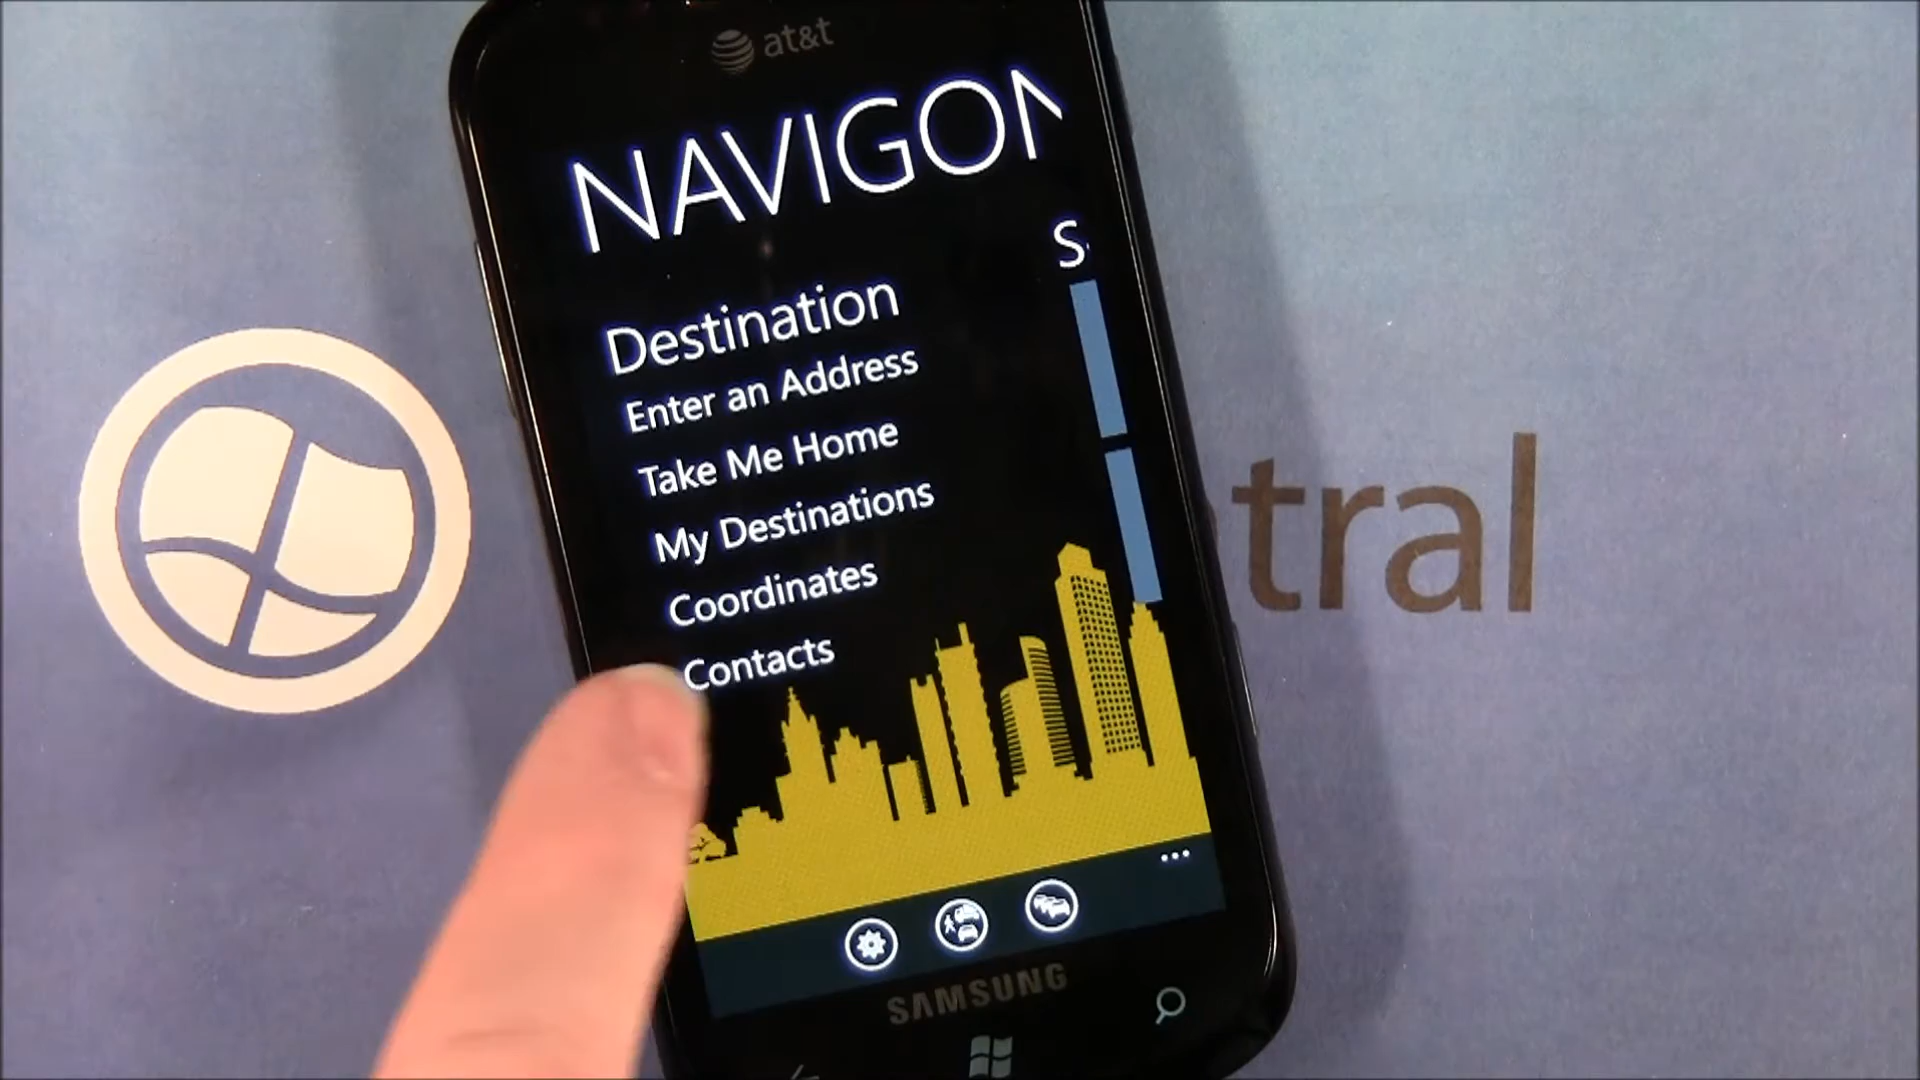 at&t
NAVIGON
S
Destination
Enter an Address
Take Me Home
My Destinations
Coordinates
Contacts
tral
SAMSUNG